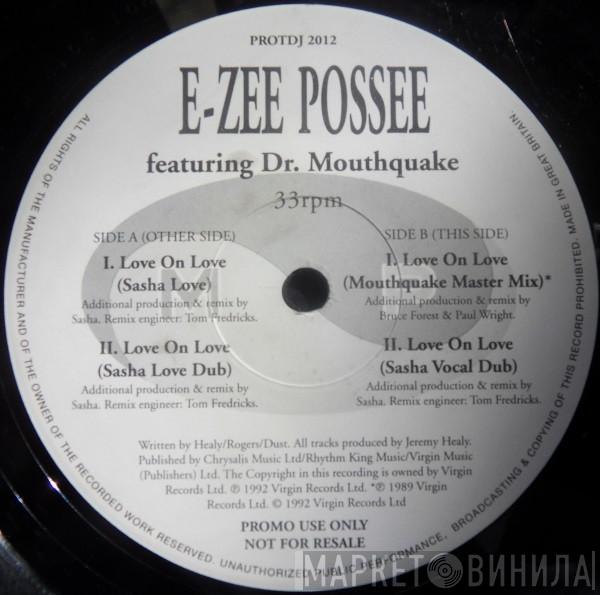 PROTDJ 2012
E-ZEE POSSEE
featuring Dr. Mouthquake
33rpm
SIDE A (OTHER SIDE)
I. Love On Love
(Sasha Love)
Additional production & remix by
Sasha. Remix engineer: Tom Fredricks.
II. Love On Love
(Sasha Love Dub)
Additional production & remix by
Sasha. Remix engineer: Tom Fredricks.
SIDE B (THIS SIDE)
I. Love On Love
(Mouthquake Master Mix)*
Additional production & remix by
Bruce Forest & Paul Wright.
II. Love On Love
(Sasha Vocal Dub)
Additional production & remix by
Sasha. Remix engineer: Tom Fredricks.
Written by Healy/Rogers/Dust. All tracks produced by Jeremy Healy.
Published by Chrysalis Music Ltd/Rhythm King Music/Virgin Music
(Publishers) Ltd. The Copyright in this recording is owned by Virgin
Records Ltd. ℗ 1992 Virgin Records Ltd. *℗ 1989 Virgin
Records Ltd. © 1992 Virgin Records Ltd
PROMO USE ONLY
NOT FOR RESALE
ALL RIGHTS OF THE MANUFACTURER AND OF THE OWNER OF THE RECORDED WORK RESERVED. UNAUTHORIZED PUBLIC PERFORMANCE, BROADCASTING & COPYING OF THIS RECORD PROHIBITED. MADE IN GREAT BRITAIN.
M P
МАРКЕТ ВИНИЛА